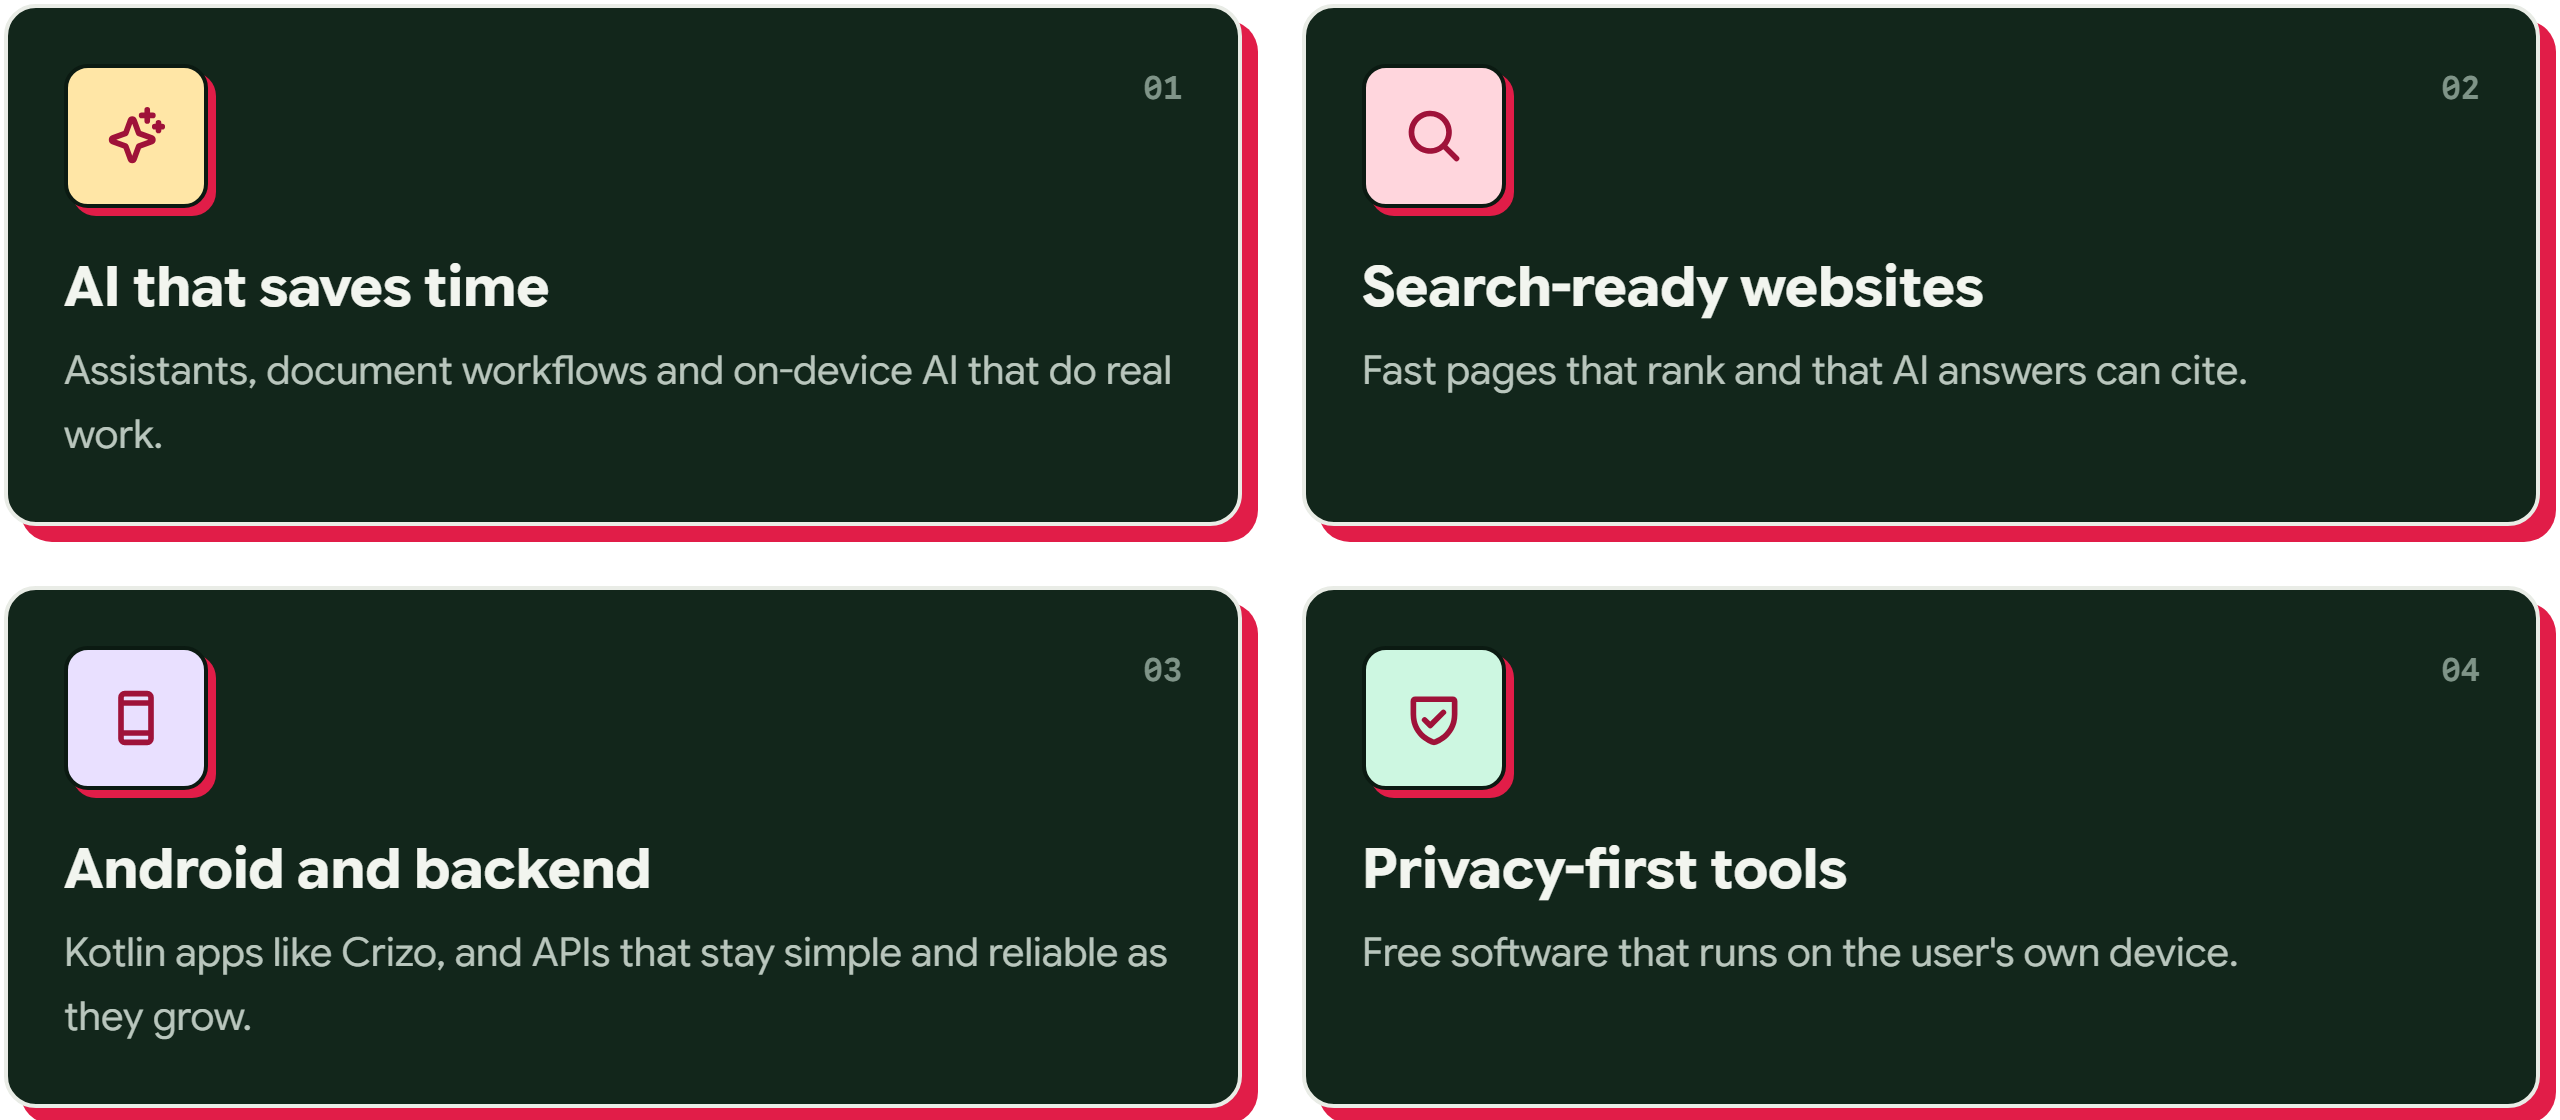 01
AI that saves time
Assistants, document workflows and on-device AI that do real
work.
02
Search-ready websites
Fast pages that rank and that AI answers can cite.
03
Android and backend
Kotlin apps like Crizo, and APIs that stay simple and reliable as
they grow.
04
Privacy-first tools
Free software that runs on the user's own device.